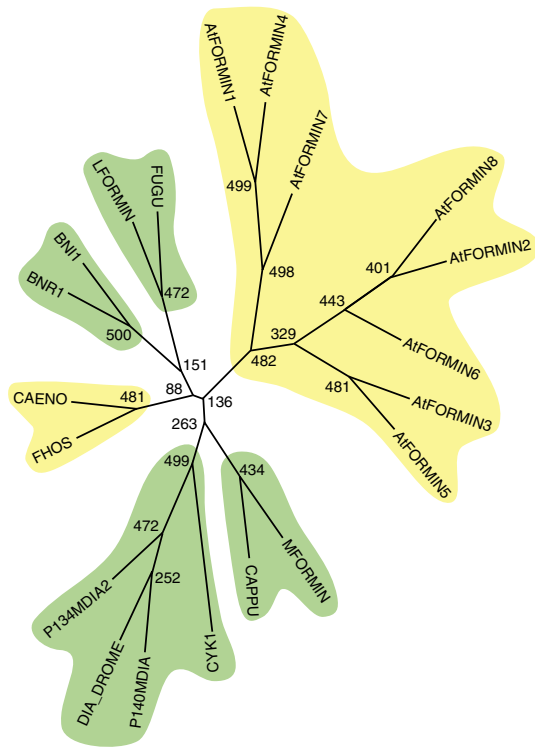 AtFORMIN4
AtFORMIN1
AtFORMIN7
AtFORMIN8
AtFORMIN2
AtFORMIN6
AtFORMIN3
AtFORMIN5
LFORMIN
FUGU
BNI1
BNR1
CAENO
FHOS
499
498
401
443
329
482
481
472
500
151
88
481
136
263
499
434
472
252
P134MDIA2
DIA_DROME
P140MDIA
CYK1
CAPPU
MFORMIN